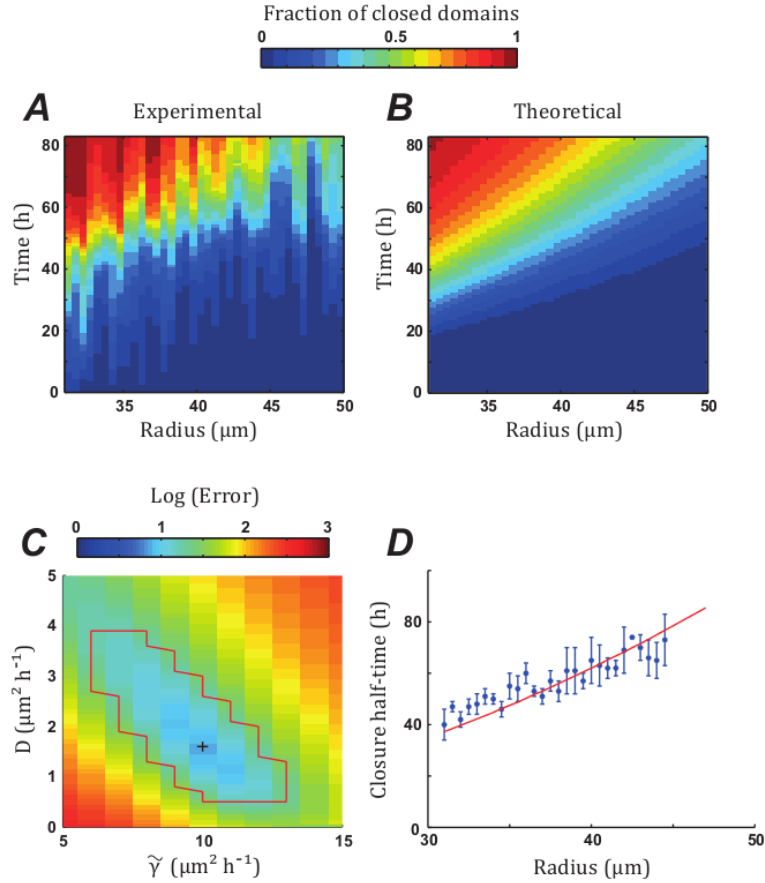 Fraction of closed domains
0 0.5 1
A Experimental
B Theoretical
80
60
40
20
0
Time (h)
35 40 45 50
Radius (µm)
80
60
40
20
0
Time (h)
35 40 45 50
Radius (µm)
Log (Error)
0 1 2 3
C
D
5
4
3
2
1
0
D (µm² h⁻¹)
5 10 15
γ̃ (µm² h⁻¹)
80
40
0
Closure half-time (h)
30 40 50
Radius (µm)